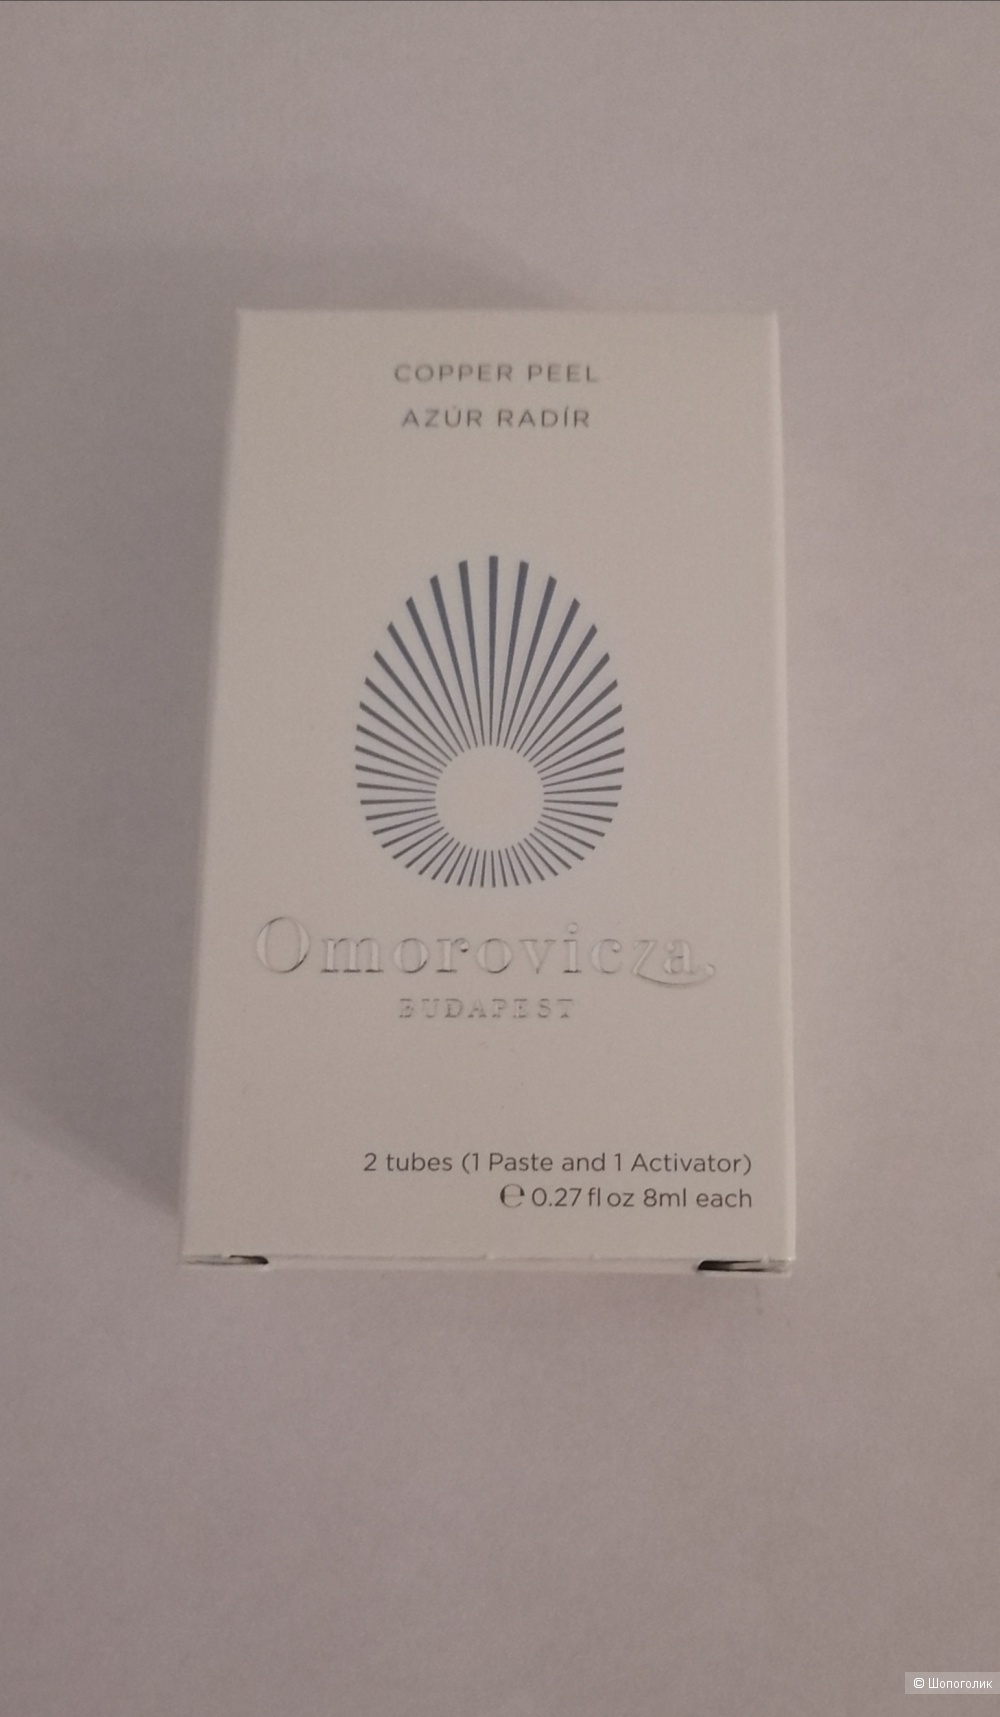 COPPER PEEL
AZÚR RADÍR
Omorovicza
BUDAPEST
2 tubes (1 Paste and 1 Activator)
℮ 0.27 fl oz 8ml each
© Шопоголик